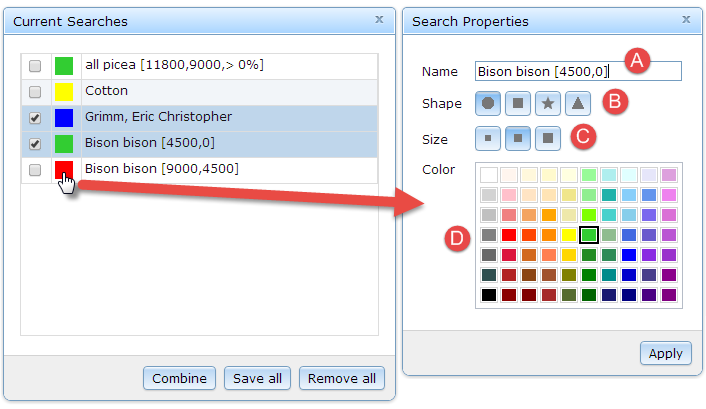 Current Searches x
all picea [11800,9000,> 0%]
Cotton
Grimm, Eric Christopher
Bison bison [4500,0]
Bison bison [9000,4500]
Combine Save all Remove all
Search Properties x
Name Bison bison [4500,0] A
Shape B
Size C
Color
D
Apply